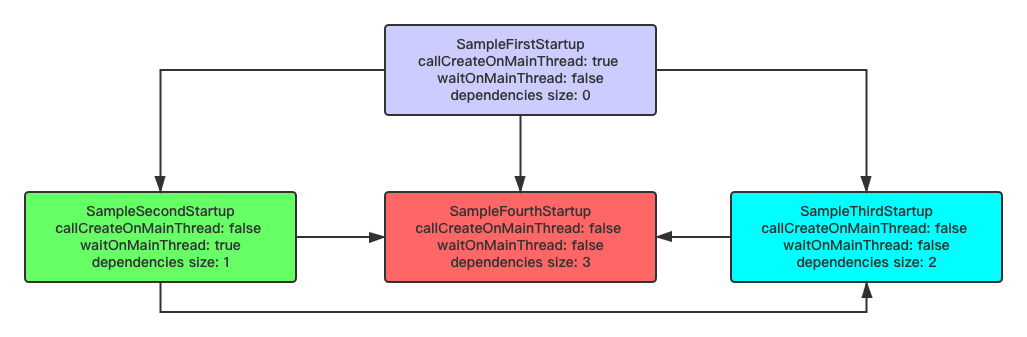 SampleFirstStartup
callCreateOnMainThread: true
waitOnMainThread: false
dependencies size: 0
SampleSecondStartup
callCreateOnMainThread: false
waitOnMainThread: true
dependencies size: 1
SampleFourthStartup
callCreateOnMainThread: false
waitOnMainThread: false
dependencies size: 3
SampleThirdStartup
callCreateOnMainThread: false
waitOnMainThread: false
dependencies size: 2